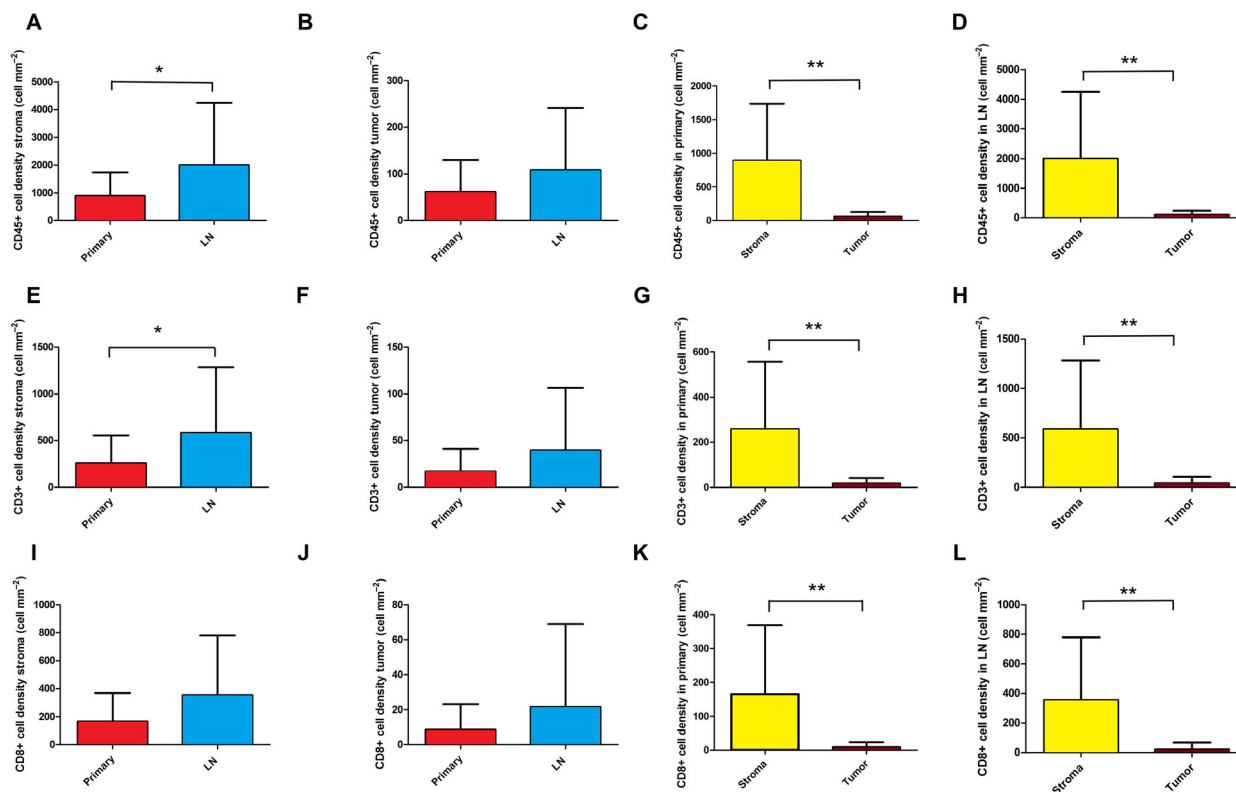 A
CD45+ cell density stroma (cell mm⁻²)
5000
4000
3000
2000
1000
0
*
Primary
LN
B
CD45+ cell density tumor (cell mm⁻²)
300
200
100
0
Primary
LN
C
CD45+ cell density in primary (cell mm⁻²)
2000
1500
1000
500
0
**
Stroma
Tumor
D
CD45+ cell density in LN (cell mm⁻²)
5000
4000
3000
2000
1000
0
**
Stroma
Tumor
E
CD3+ cell density stroma (cell mm⁻²)
1500
1000
500
0
*
Primary
LN
F
CD3+ cell density tumor (cell mm⁻²)
150
100
50
0
Primary
LN
G
CD3+ cell density in primary (cell mm⁻²)
600
400
200
0
**
Stroma
Tumor
H
CD3+ cell density in LN (cell mm⁻²)
1500
1000
500
0
**
Stroma
Tumor
I
CD8+ cell density stroma (cell mm⁻²)
1000
800
600
400
200
0
Primary
LN
J
CD8+ cell density tumor (cell mm⁻²)
80
60
40
20
0
Primary
LN
K
CD8+ cell density in primary (cell mm⁻²)
400
300
200
100
0
**
Stroma
Tumor
L
CD8+ cell density in LN (cell mm⁻²)
1000
800
600
400
200
0
**
Stroma
Tumor